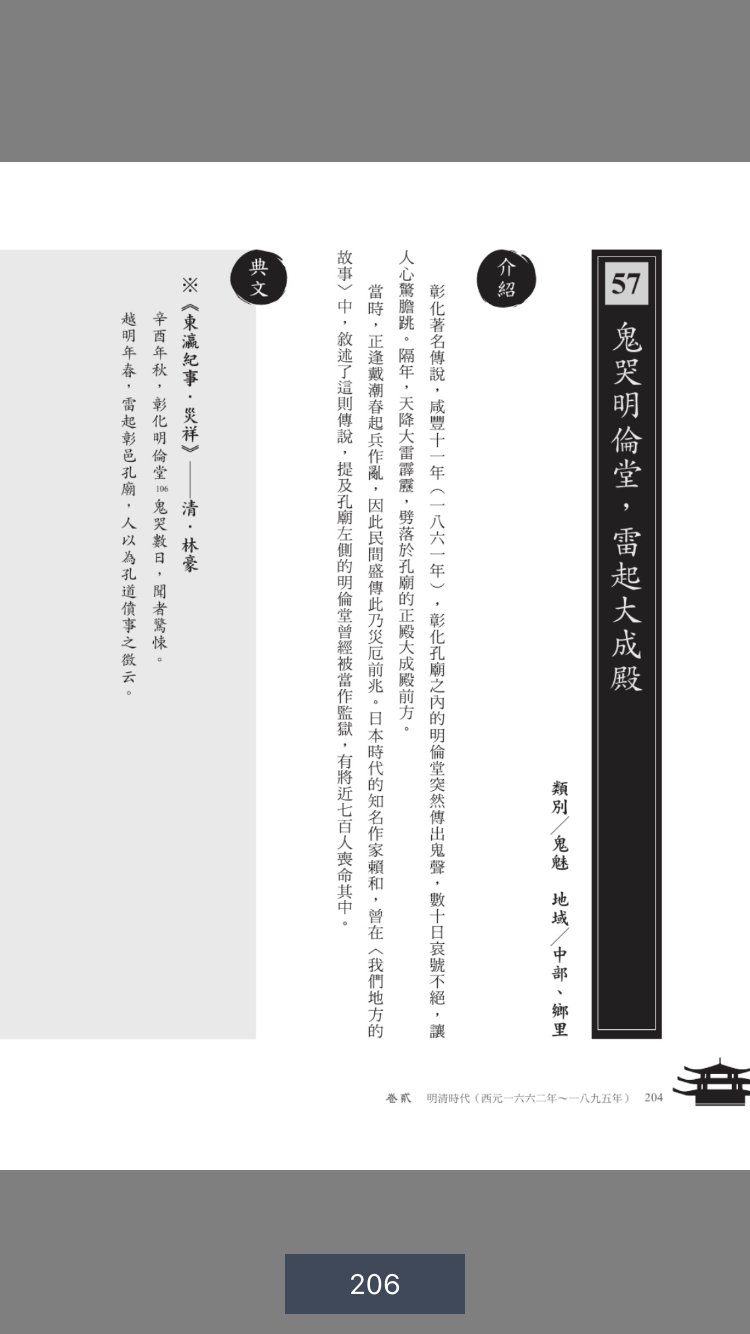 57
鬼哭明倫堂，雷起大成殿
類別／鬼魅　地域／中部、鄉里
介紹
彰化著名傳說，咸豐十一年（一八六一年），彰化孔廟之內的明倫堂突然傳出鬼聲，數十日哀號不絕，讓
人心驚膽跳。隔年，天降大雷霹靂，劈落於孔廟的正殿大成殿前方。
當時，正逢戴潮春起兵作亂，因此民間盛傳此乃災厄前兆。日本時代的知名作家賴和，曾在〈我們地方的
故事〉中，敘述了這則傳說，提及孔廟左側的明倫堂曾經被當作監獄，有將近七百人喪命其中。
典文
※《東瀛紀事·災祥》——清·林豪
辛酉年秋，彰化明倫堂106鬼哭數日，聞者驚悚。
越明年春，雷起彰邑孔廟，人以為孔道僨事之徵云。
卷貳　明清時代（西元一六六二年～一八九五年）　204
206